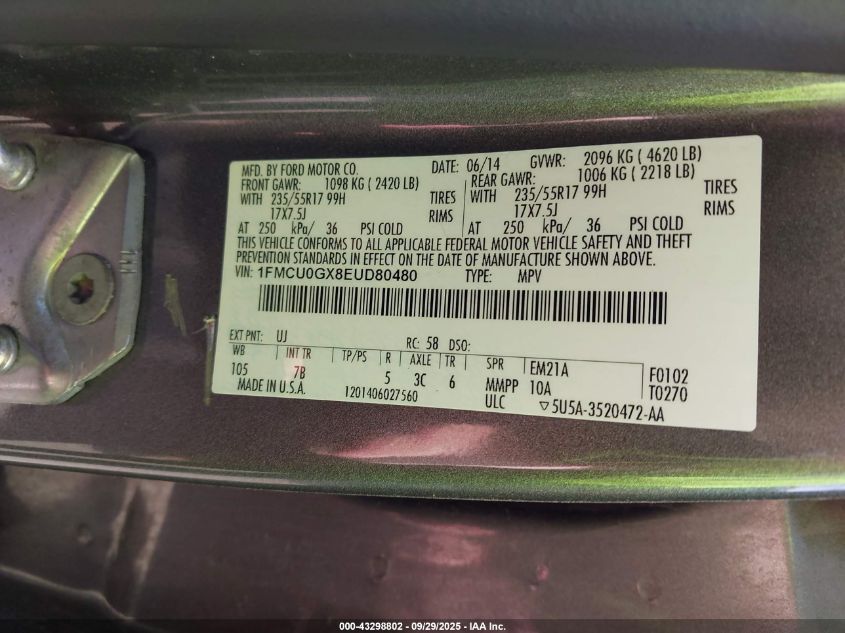 MFD. BY FORD MOTOR CO. DATE: 06/14 GVWR: 2096 KG ( 4620 LB)
FRONT GAWR: 1098 KG ( 2420 LB) REAR GAWR: 1006 KG ( 2218 LB)
WITH 235/55R17 99H TIRES WITH 235/55R17 99H TIRES
17X7.5J RIMS 17X7.5J RIMS
AT 250 kPa/ 36 PSI COLD AT 250 kPa/ 36 PSI COLD
THIS VEHICLE CONFORMS TO ALL APPLICABLE FEDERAL MOTOR VEHICLE SAFETY AND THEFT
PREVENTION STANDARDS IN EFFECT ON THE DATE OF MANUFACTURE SHOWN ABOVE.
VIN: 1FMCU0GX8EUD80480 TYPE: MPV
EXT PNT: UJ RC: 58 DSO:
WB INT TR TP/PS R AXLE TR SPR EM21A F0102
105 7B 5 3C 6 MMPP 10A T0270
MADE IN U.S.A. 1201406027560 ULC ▽5U5A-3520472-AA
000-43298802 - 09/29/2025 - IAA Inc.